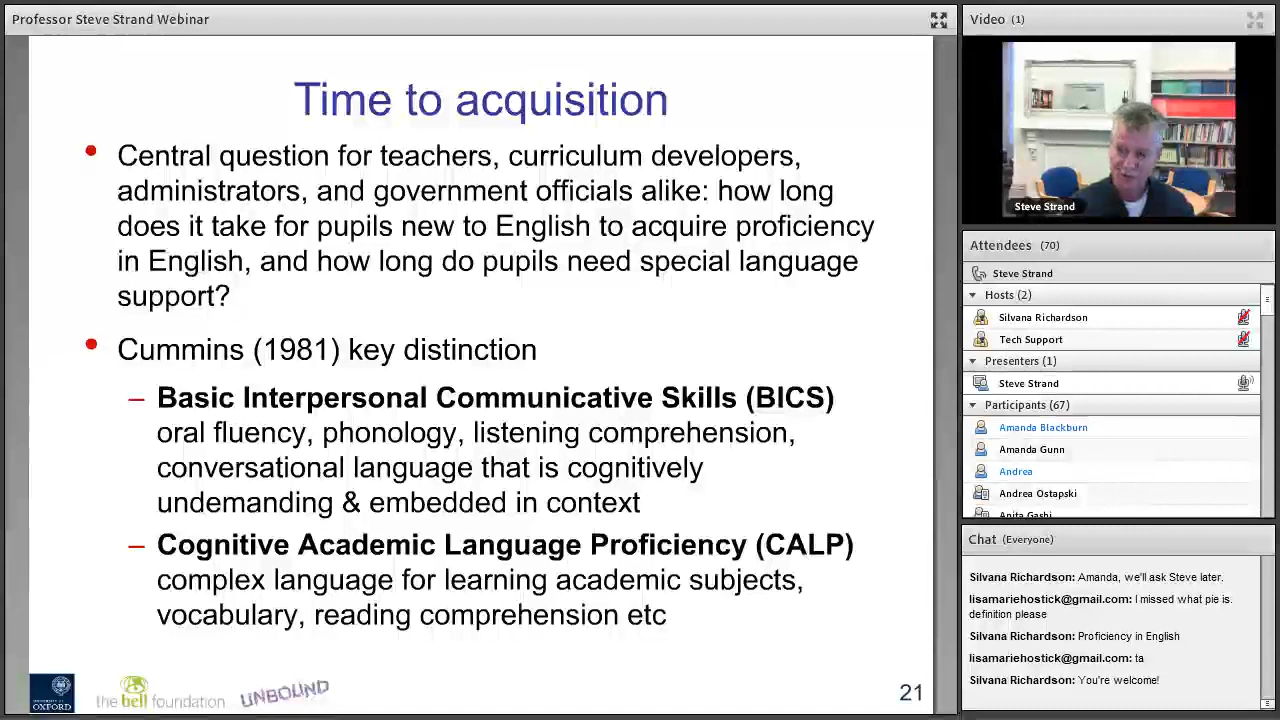 Professor Steve Strand Webinar
Time to acquisition
• Central question for teachers, curriculum developers,
administrators, and government officials alike: how long
does it take for pupils new to English to acquire proficiency
in English, and how long do pupils need special language
support?
• Cummins (1981) key distinction
– Basic Interpersonal Communicative Skills (BICS)
oral fluency, phonology, listening comprehension,
conversational language that is cognitively
undemanding & embedded in context
– Cognitive Academic Language Proficiency (CALP)
complex language for learning academic subjects,
vocabulary, reading comprehension etc
UNIVERSITY OF
OXFORD
the bell foundation
UNBOUND
21
Video (1)
Steve Strand
Attendees (70)
Steve Strand
Hosts (2)
Silvana Richardson
Tech Support
Presenters (1)
Steve Strand
Participants (67)
Amanda Blackburn
Amanda Gunn
Andrea
Andrea Ostapski
Anita Gashi
Chat (Everyone)
Silvana Richardson: Amanda, we'll ask Steve later.
lisamariehostick@gmail.com: I missed what pie is.
definition please
Silvana Richardson: Proficiency in English
lisamariehostick@gmail.com: ta
Silvana Richardson: You're welcome!